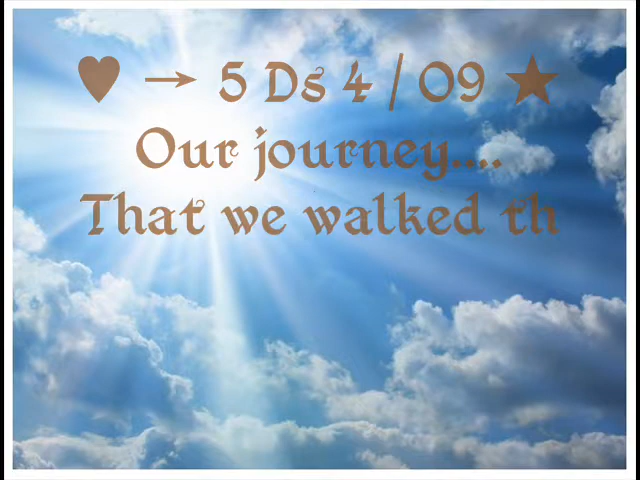 ♥ → 5 Ds 4 / 09 ★
Our journey....
That we walked th